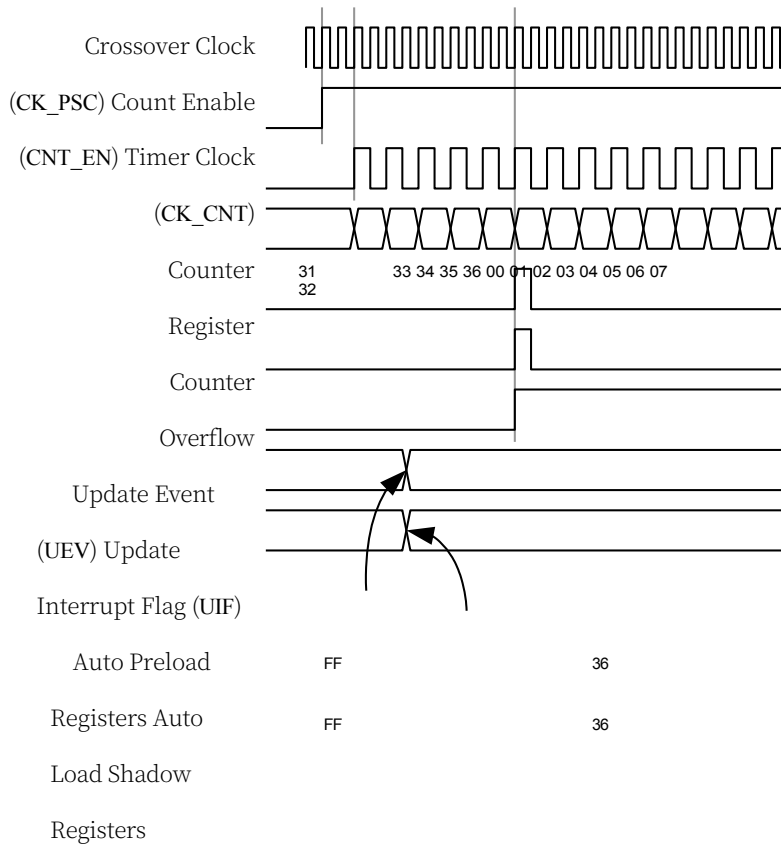 Crossover Clock
(CK_PSC) Count Enable
(CNT_EN) Timer Clock
(CK_CNT)
Counter 31 33 34 35 36 00 01 02 03 04 05 06 07
32
Register
Counter
Overflow
Update Event
(UEV) Update
Interrupt Flag (UIF)
Auto Preload FF 36
Registers Auto FF 36
Load Shadow
Registers